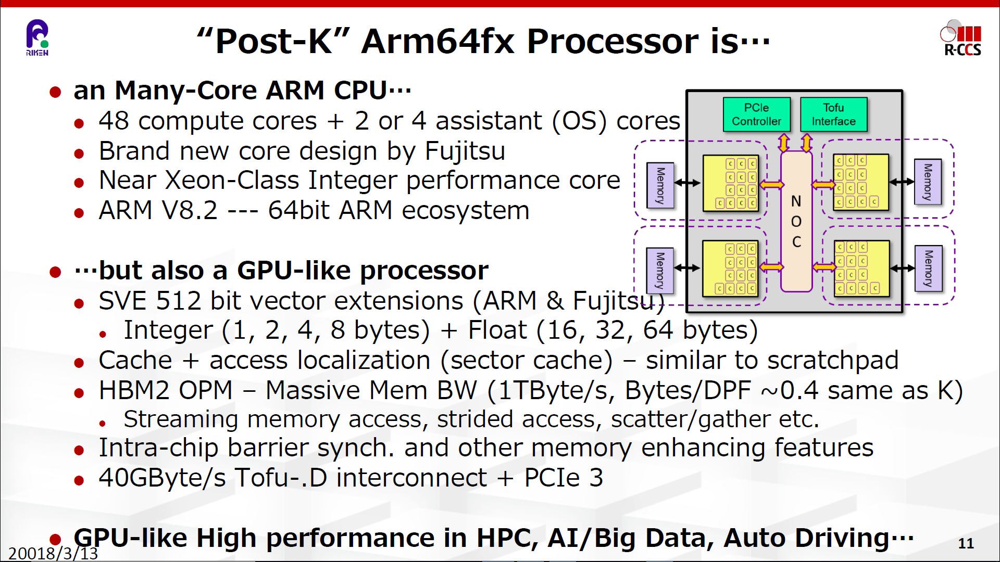 RIKEN
“Post-K” Arm64fx Processor is…
R-CCS
an Many-Core ARM CPU…
48 compute cores + 2 or 4 assistant (OS) cores
Brand new core design by Fujitsu
Near Xeon-Class Integer performance core
ARM V8.2 --- 64bit ARM ecosystem
…but also a GPU-like processor
SVE 512 bit vector extensions (ARM & Fujitsu)
Integer (1, 2, 4, 8 bytes) + Float (16, 32, 64 bytes)
Cache + access localization (sector cache) – similar to scratchpad
HBM2 OPM – Massive Mem BW (1TByte/s, Bytes/DPF ~0.4 same as K)
Streaming memory access, strided access, scatter/gather etc.
Intra-chip barrier synch. and other memory enhancing features
40GByte/s Tofu-.D interconnect + PCIe 3
GPU-like High performance in HPC, AI/Big Data, Auto Driving…
PCIe
Controller
Tofu
Interface
Memory
c c c
c c c
c c c
c c c c
N
O
C
c c c
c c c
c c c
c c c c
Memory
Memory
c c c
c c c
c c c
c c c c
c c c
c c c
c c c
c c c c
Memory
20018/3/13
11